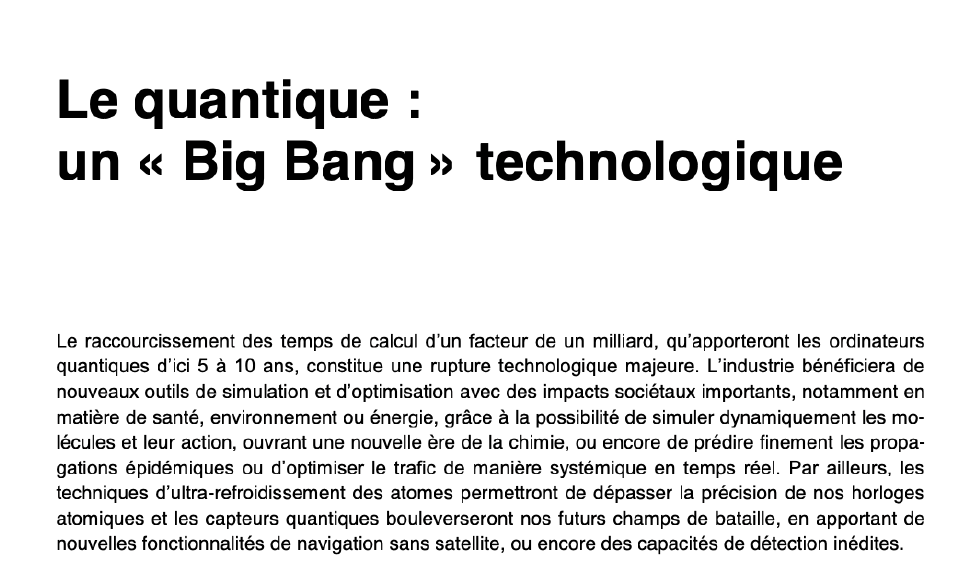 Le quantique :
un « Big Bang » technologique
Le raccourcissement des temps de calcul d’un facteur de un milliard, qu’apporteront les ordinateurs
quantiques d’ici 5 à 10 ans, constitue une rupture technologique majeure. L’industrie bénéficiera de
nouveaux outils de simulation et d’optimisation avec des impacts sociétaux importants, notamment en
matière de santé, environnement ou énergie, grâce à la possibilité de simuler dynamiquement les mo-
lécules et leur action, ouvrant une nouvelle ère de la chimie, ou encore de prédire finement les propa-
gations épidémiques ou d’optimiser le trafic de manière systémique en temps réel. Par ailleurs, les
techniques d’ultra-refroidissement des atomes permettront de dépasser la précision de nos horloges
atomiques et les capteurs quantiques bouleverseront nos futurs champs de bataille, en apportant de
nouvelles fonctionnalités de navigation sans satellite, ou encore des capacités de détection inédites.